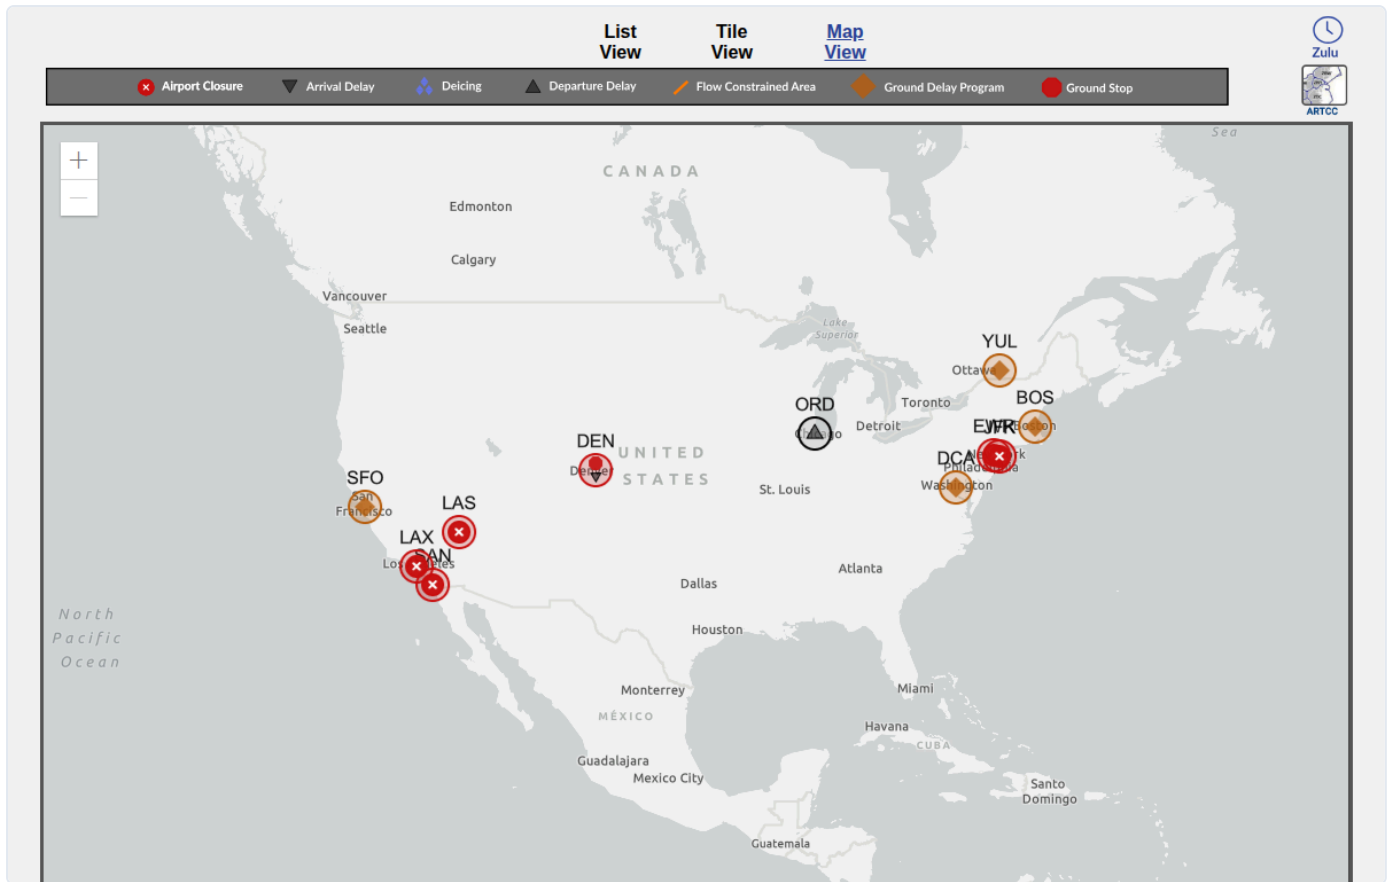 List View
Tile View
Map View
Zulu
Airport Closure
Arrival Delay
Deicing
Departure Delay
Flow Constrained Area
Ground Delay Program
Ground Stop
ARTCC
+
Sea
CANADA
Edmonton
Calgary
Vancouver
Seattle
Lake
Superior
YUL
Ottawa
BOS
Boston
Toronto
ORD
Detroit
JFK
DEN
UNITED
STATES
DCA
Washington
St. Louis
SFO
San
Francisco
LAS
LAX
SAN
Atlanta
Dallas
North
Pacific
Ocean
Houston
Monterrey
Miami
MÉXICO
Havana
CUBA
Guadalajara
Mexico City
Santo
Domingo
Guatemala